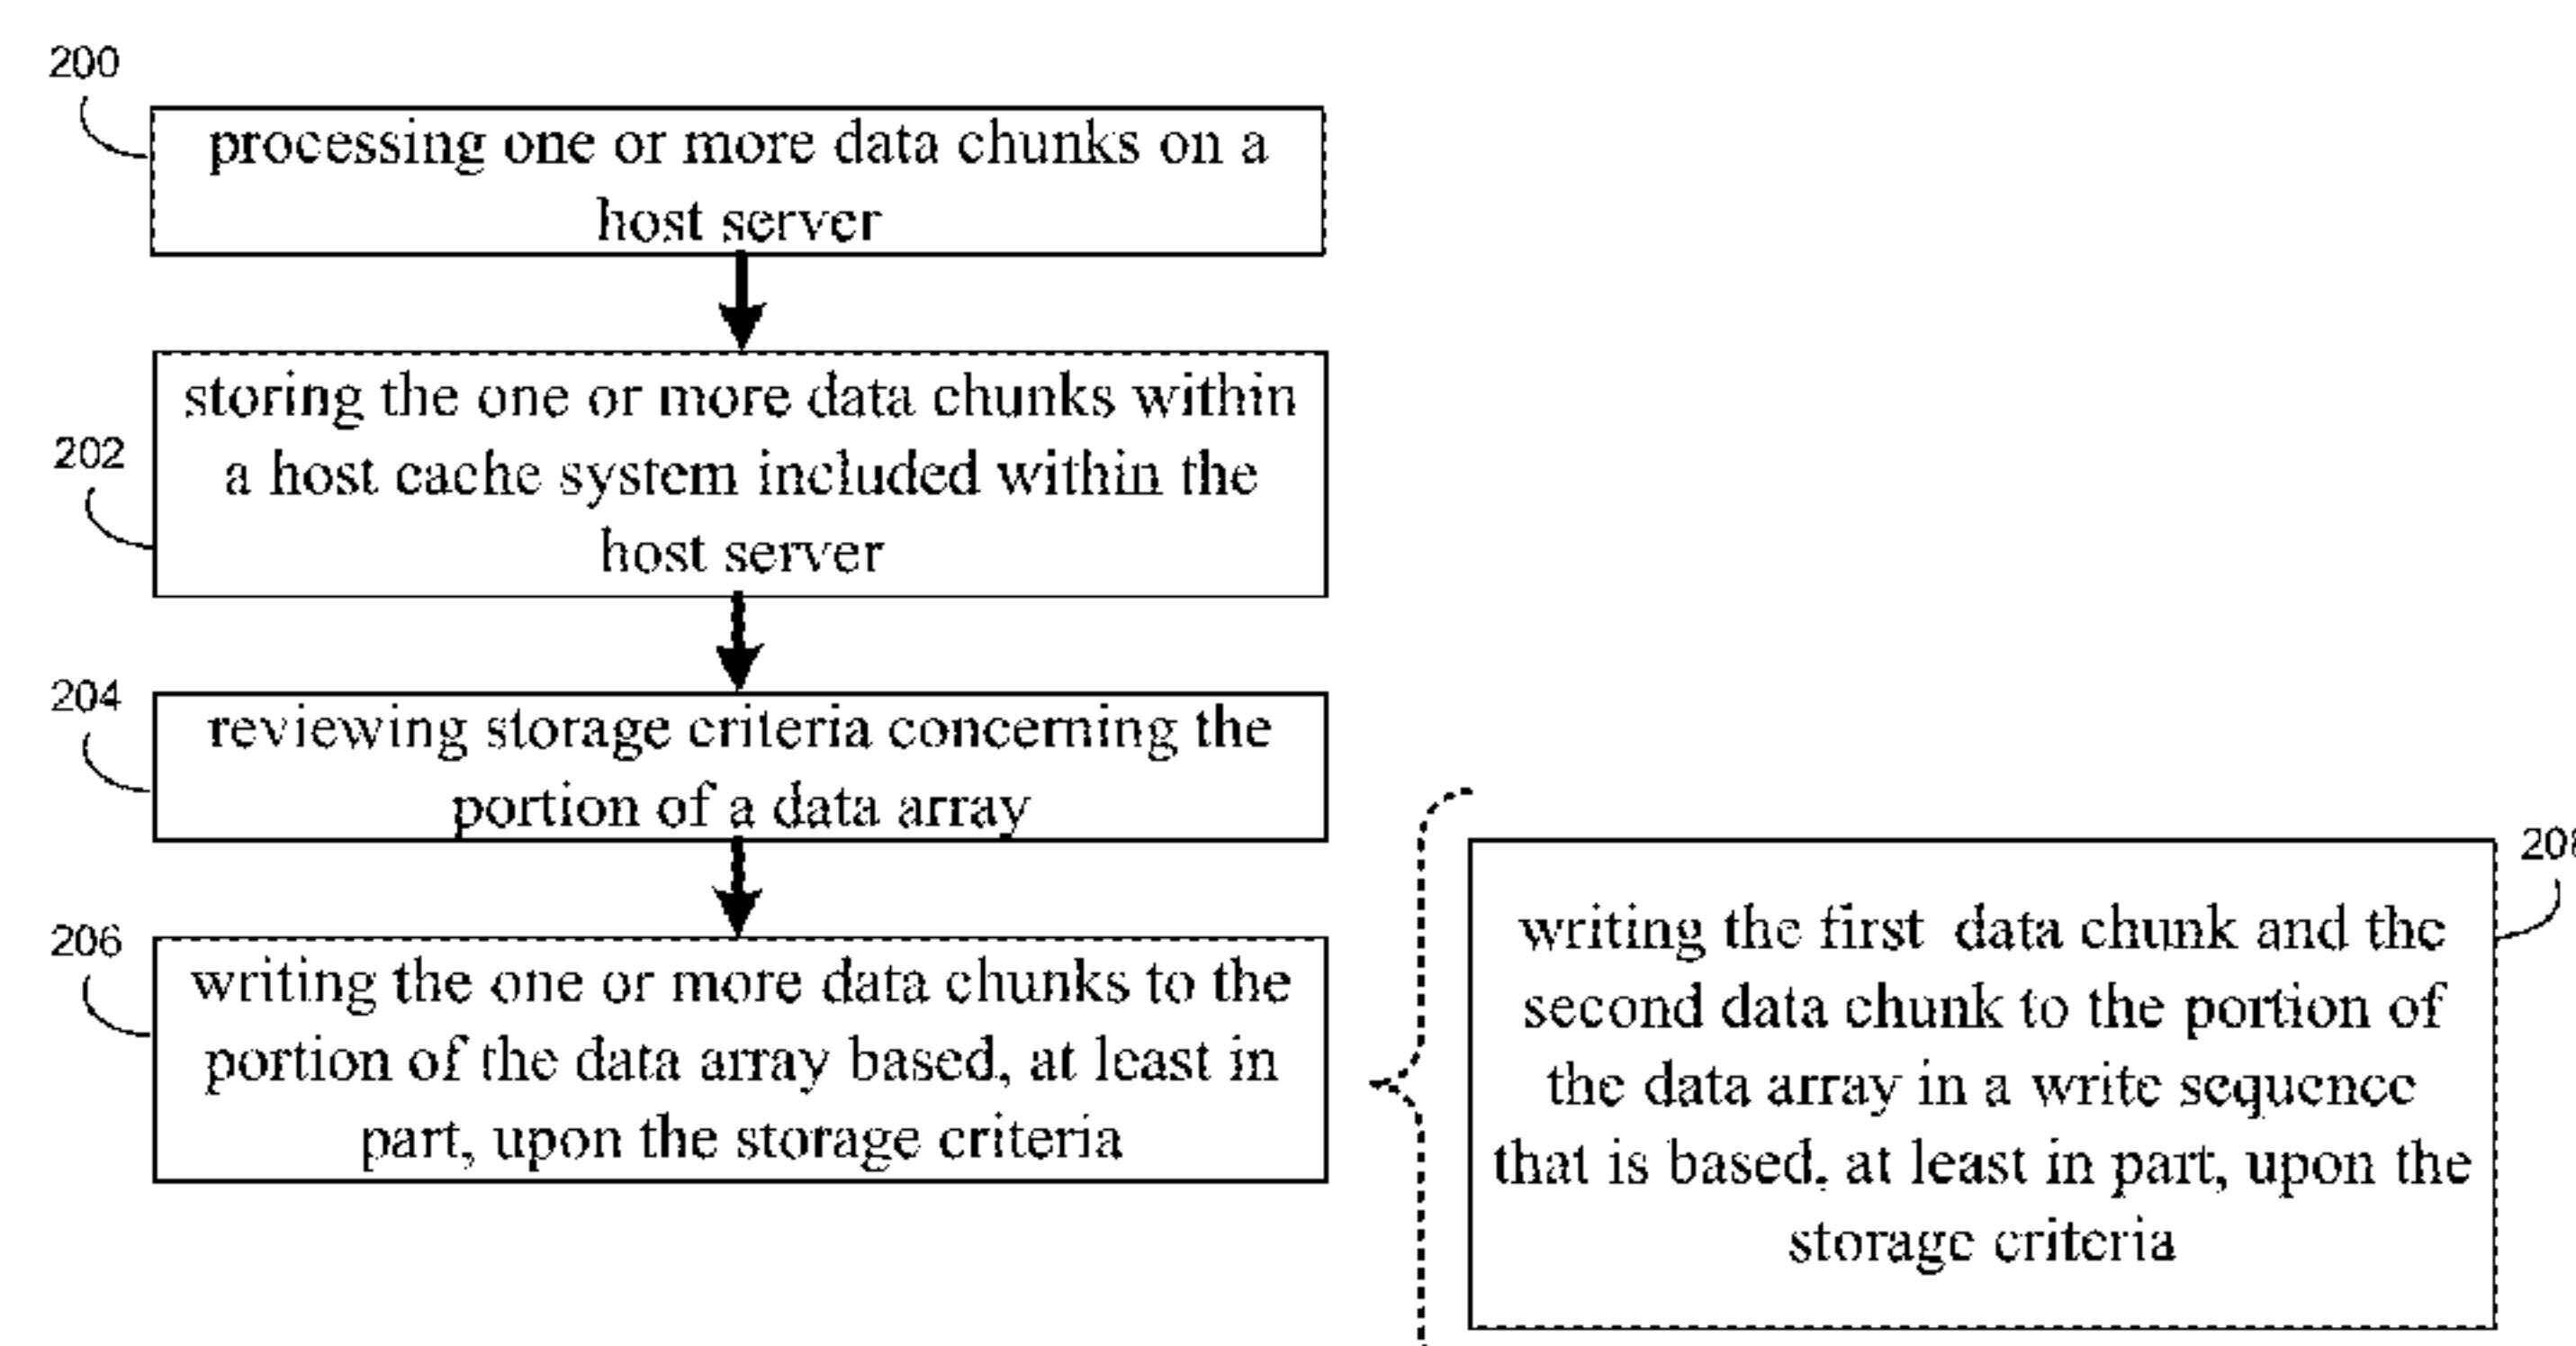 200
processing one or more data chunks on a
host server
202
storing the one or more data chunks within
a host cache system included within the
host server
204
reviewing storage criteria concerning the
portion of a data array
206
writing the one or more data chunks to the
portion of the data array based, at least in
part, upon the storage criteria
208
writing the first data chunk and the
second data chunk to the portion of
the data array in a write sequence
that is based, at least in part, upon the
storage criteria